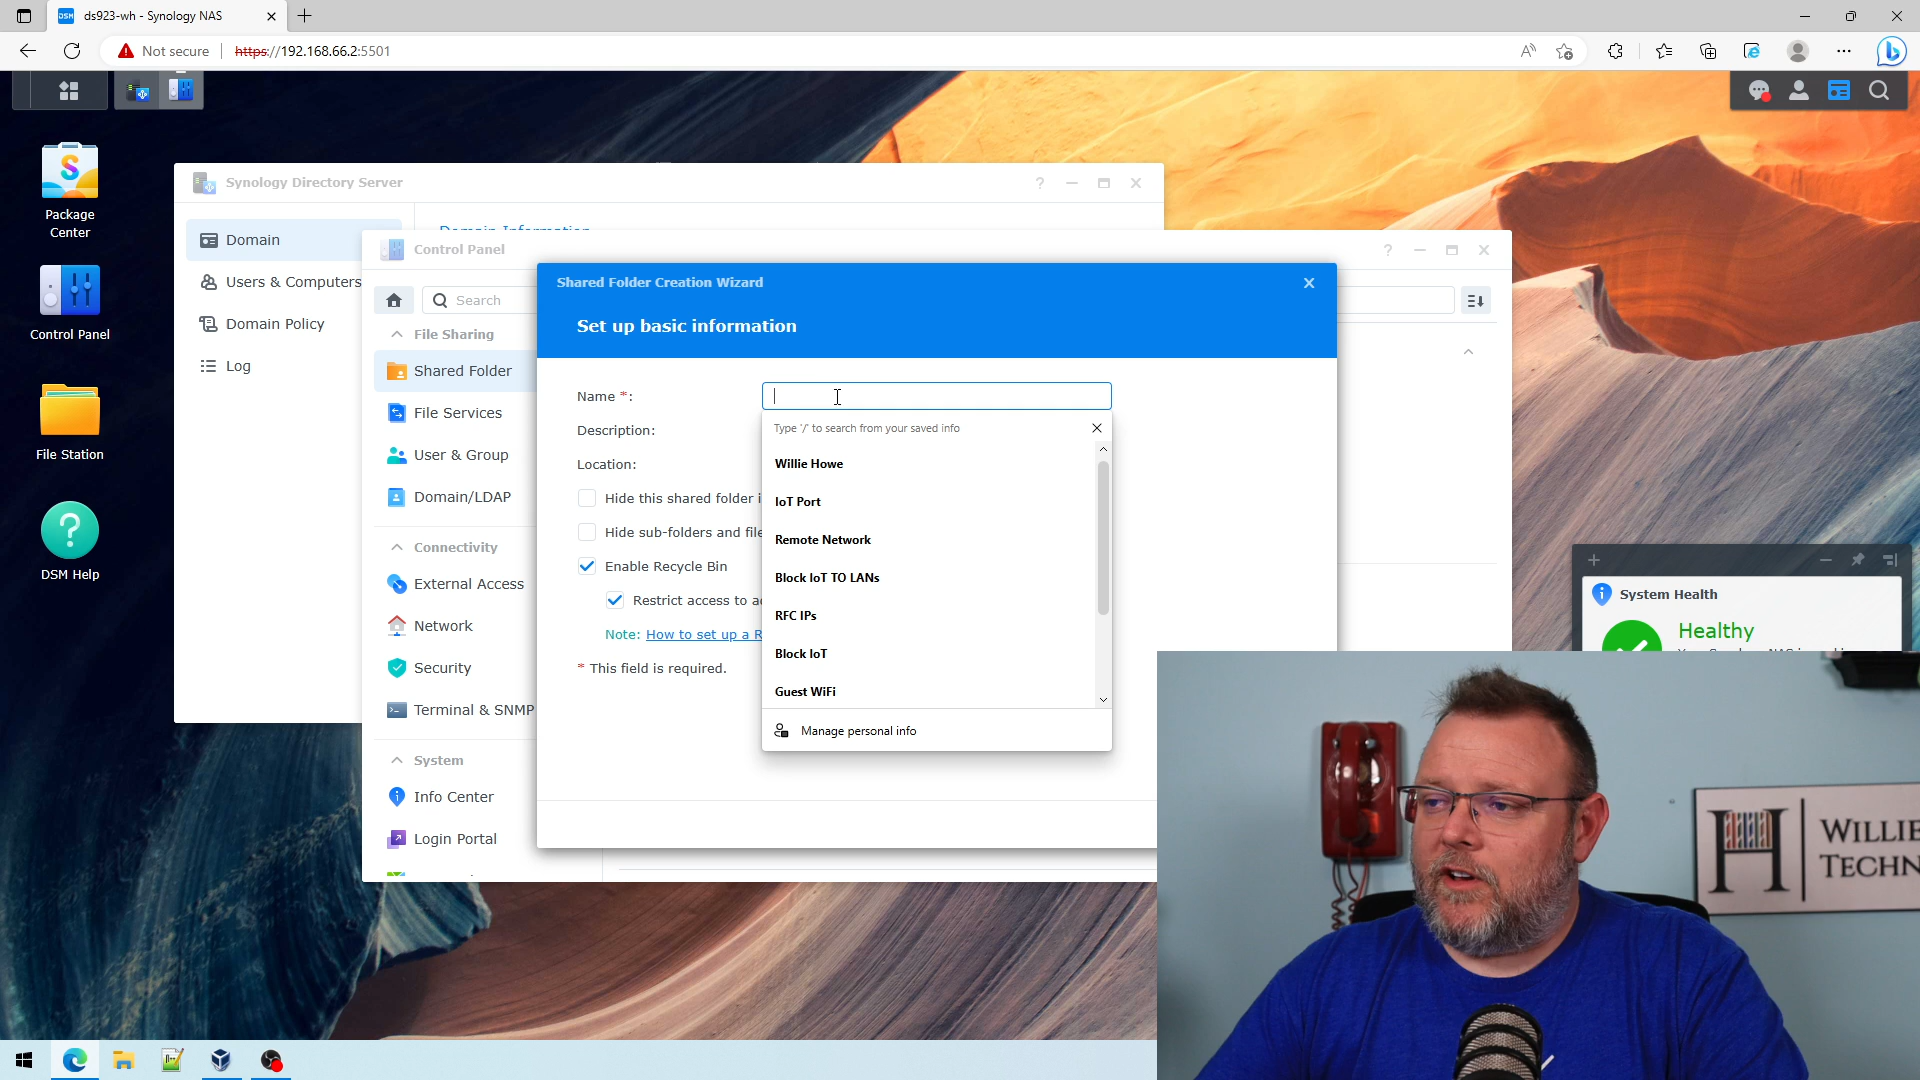 ds923-wh - Synology NAS
Not secure
https://192.168.66.2:5501
Package
Center
Control Panel
File Station
DSM Help
Synology Directory Server
Domain
Users & Computers
Domain Policy
Log
Control Panel
Search
File Sharing
Shared Folder
File Services
User & Group
Domain/LDAP
Connectivity
External Access
Network
Security
Terminal & SNMP
System
Info Center
Login Portal
Shared Folder Creation Wizard
Set up basic information
Name *:
Description:
Location:
Hide this shared folder
Hide sub-folders and file
Enable Recycle Bin
Restrict access to
Note: How to set up a
* This field is required.
Type '/' to search from your saved info
Willie Howe
IoT Port
Remote Network
Block IoT TO LANs
RFC IPs
Block IoT
Guest WiFi
Manage personal info
System Health
Healthy
H
WILLIE
TECHN